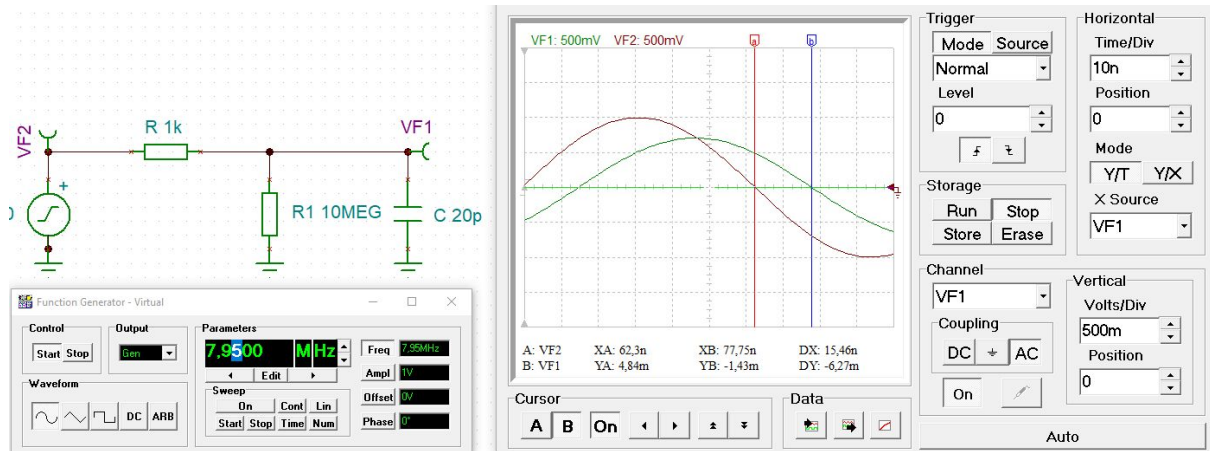 VF2
R 1k
VF1
+
R1 10MEG
C 20p
Function Generator - Virtual
Control
Start Stop
Output
Gen
Parameters
7,9500 M Hz
Edit
Freq 7,95MHz
Ampl 1V
Offset 0V
Phase 0°
Waveform
DC ARB
Sweep
On Cont Lin
Start Stop Time Num
VF1: 500mV VF2: 500mV
a b
A: VF2 XA: 62,3n XB: 77,75n DX: 15,46n
B: VF1 YA: 4,84m YB: -1,43m DY: -6,27m
Cursor
A B On
Data
Trigger
Mode Source
Normal
Level
0
Storage
Run Stop
Store Erase
Horizontal
Time/Div
10n
Position
0
Mode
Y/T Y/X
X Source
VF1
Channel
VF1
Coupling
DC AC
On
Vertical
Volts/Div
500m
Position
0
Auto